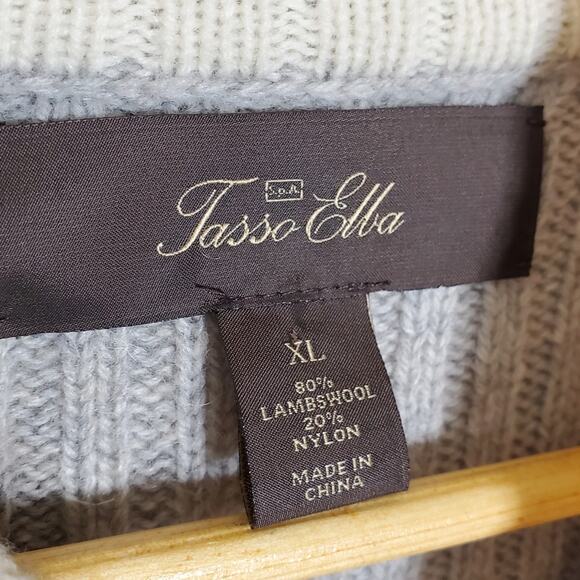 S.o.A.
Tasso Elba
XL
80%
LAMBSWOOL
20%
NYLON
MADE IN
CHINA